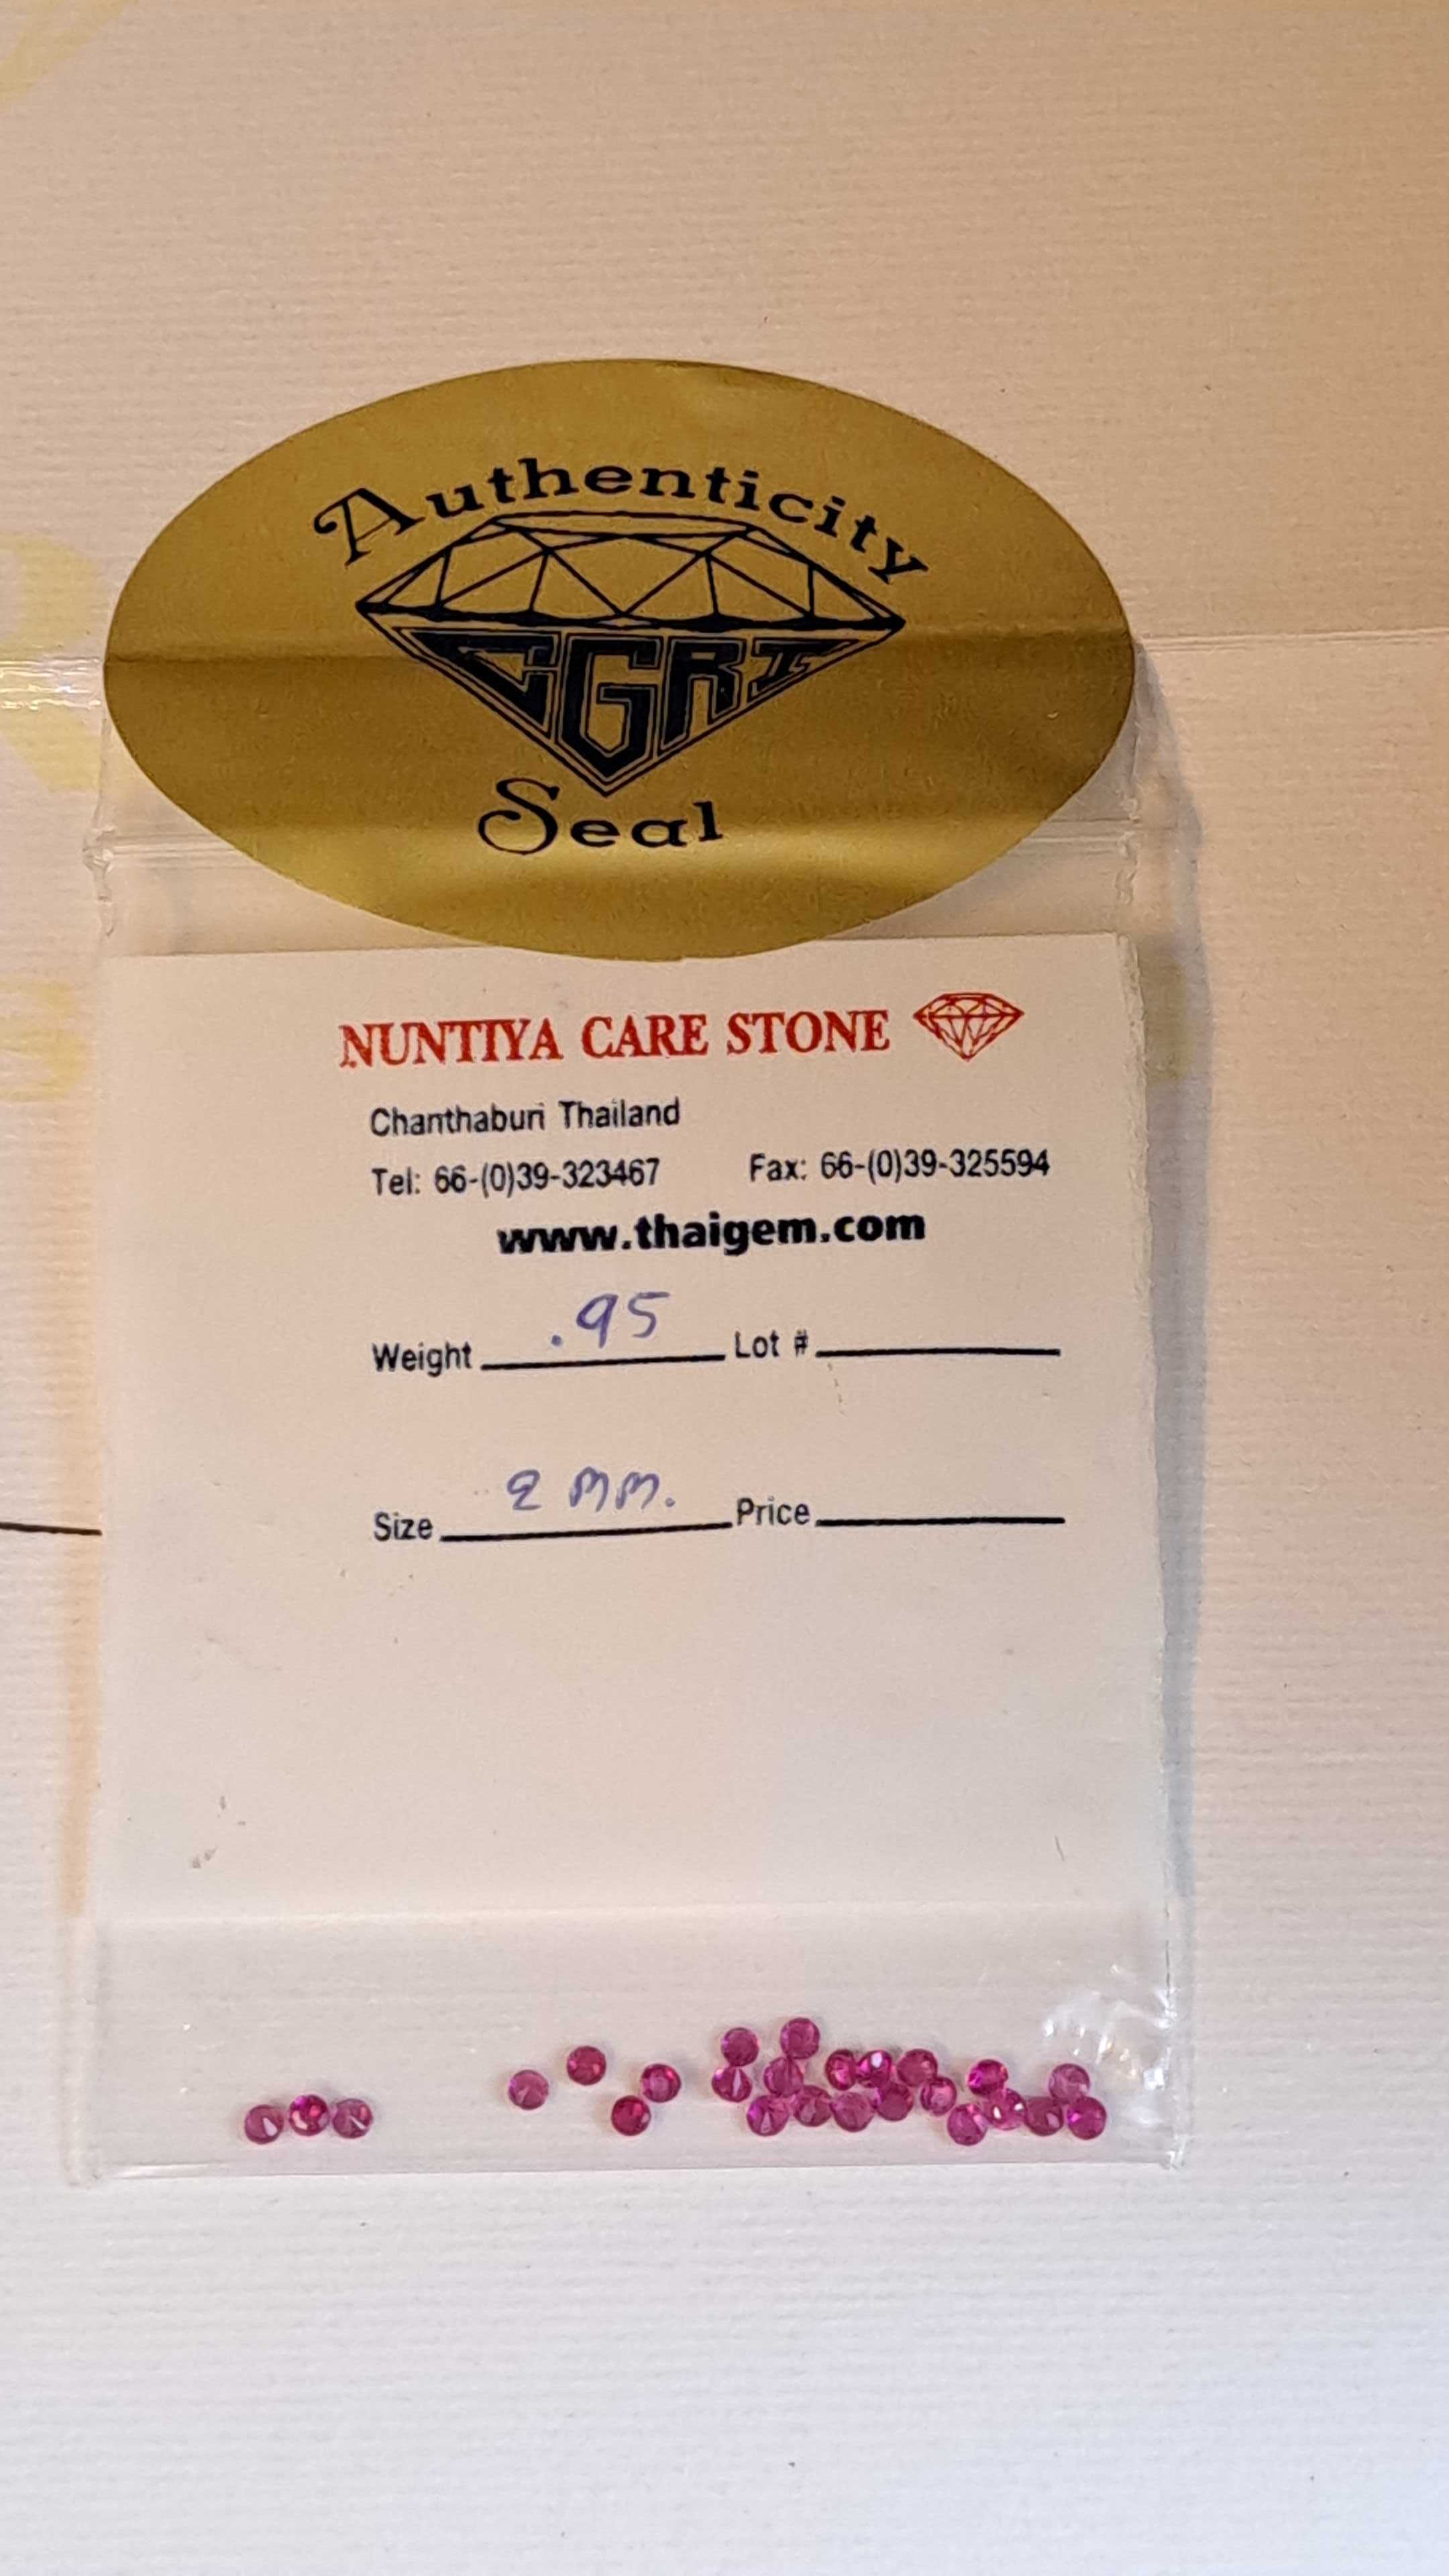 Authenticity
CGRI
Seal
NUNTIYA CARE STONE
Chanthaburi Thailand
Tel: 66-(0)39-323467 Fax: 66-(0)39-325594
www.thaigem.com
Weight .95 Lot #
Size 2 mm. Price